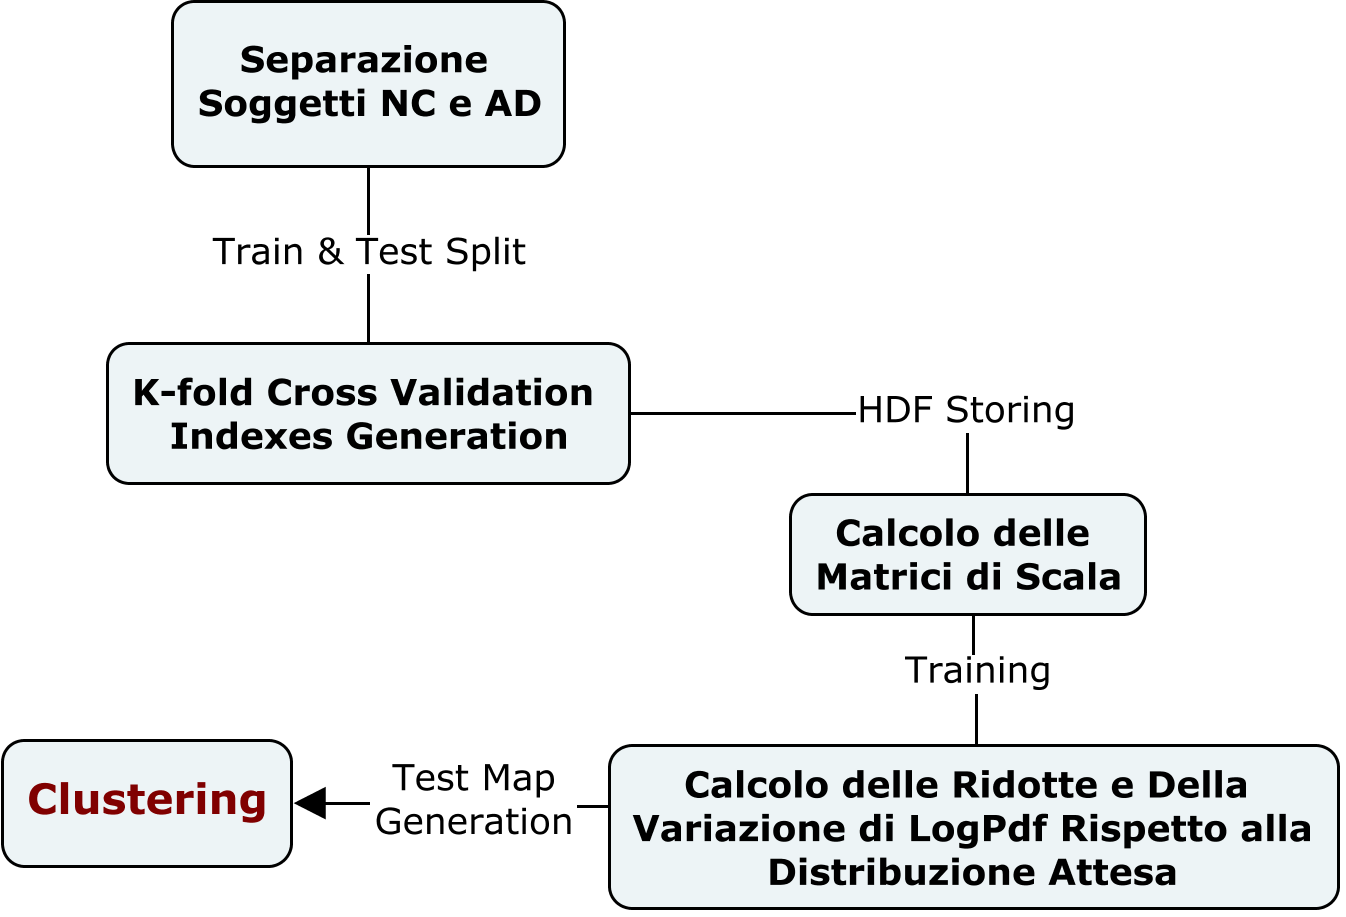 Separazione
Soggetti NC e AD
Train & Test Split
K-fold Cross Validation
Indexes Generation
HDF Storing
Calcolo delle
Matrici di Scala
Training
Calcolo delle Ridotte e Della
Variazione di LogPdf Rispetto alla
Distribuzione Attesa
Test Map
Generation
Clustering